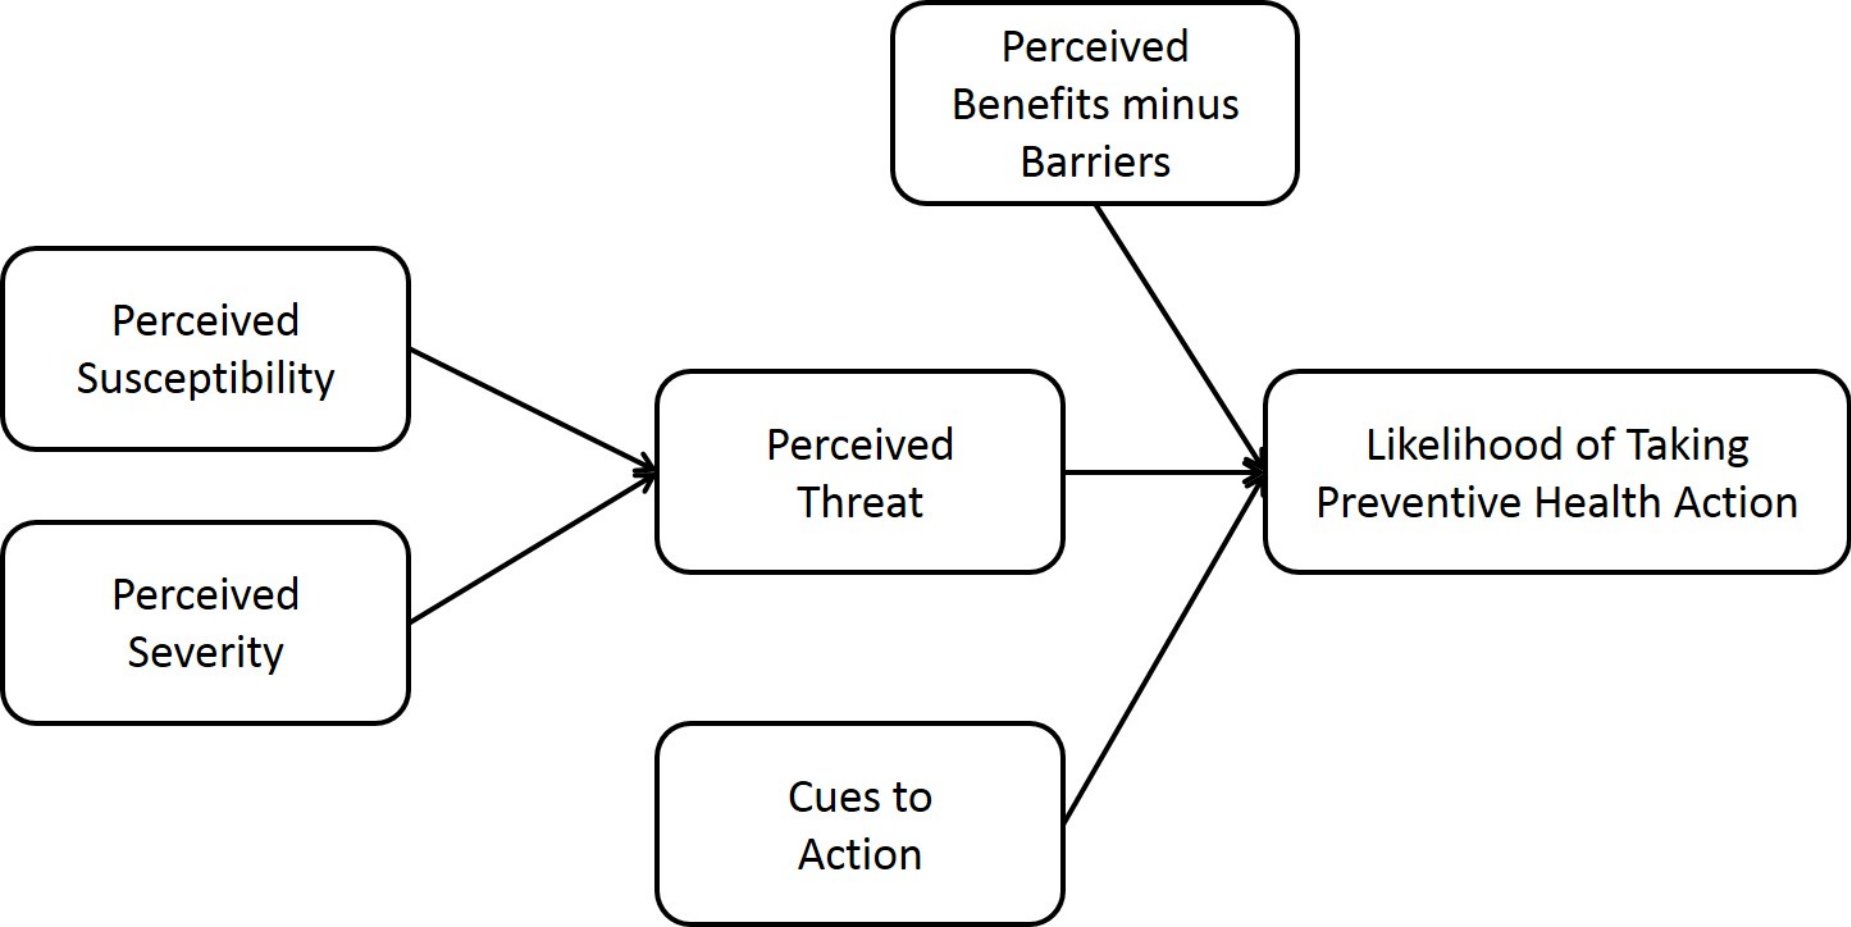 Perceived
Benefits minus
Barriers
Perceived
Susceptibility
Perceived
Threat
Likelihood of Taking
Preventive Health Action
Perceived
Severity
Cues to
Action